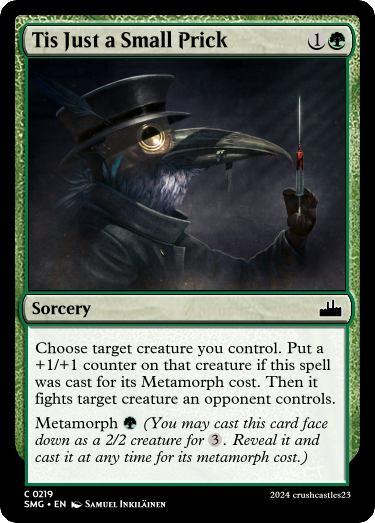 Tis Just a Small Prick 1
Sorcery
Choose target creature you control. Put a
+1/+1 counter on that creature if this spell
was cast for its Metamorph cost. Then it
fights target creature an opponent controls.
Metamorph (You may cast this card face
down as a 2/2 creature for 3. Reveal it and
cast it at any time for its metamorph cost.)
C 0219
SMG • EN Samuel Inkiläinen
2024 crushcastles23